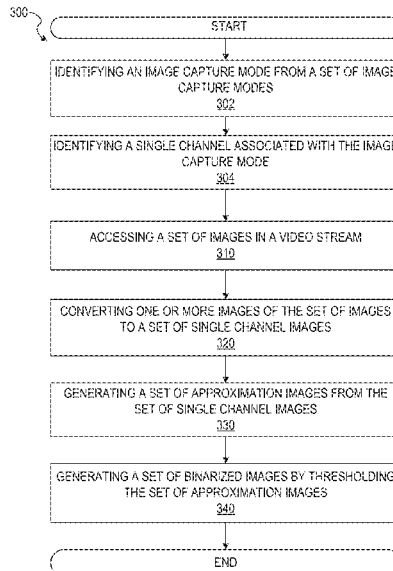 300
START
IDENTIFYING AN IMAGE CAPTURE MODE FROM A SET OF IMAGE
CAPTURE MODES
302
IDENTIFYING A SINGLE CHANNEL ASSOCIATED WITH THE IMAGE
CAPTURE MODE
304
ACCESSING A SET OF IMAGES IN A VIDEO STREAM
310
CONVERTING ONE OR MORE IMAGES OF THE SET OF IMAGES
TO A SET OF SINGLE CHANNEL IMAGES
320
GENERATING A SET OF APPROXIMATION IMAGES FROM THE
SET OF SINGLE CHANNEL IMAGES
330
GENERATING A SET OF BINARIZED IMAGES BY THRESHOLDING
THE SET OF APPROXIMATION IMAGES
340
END